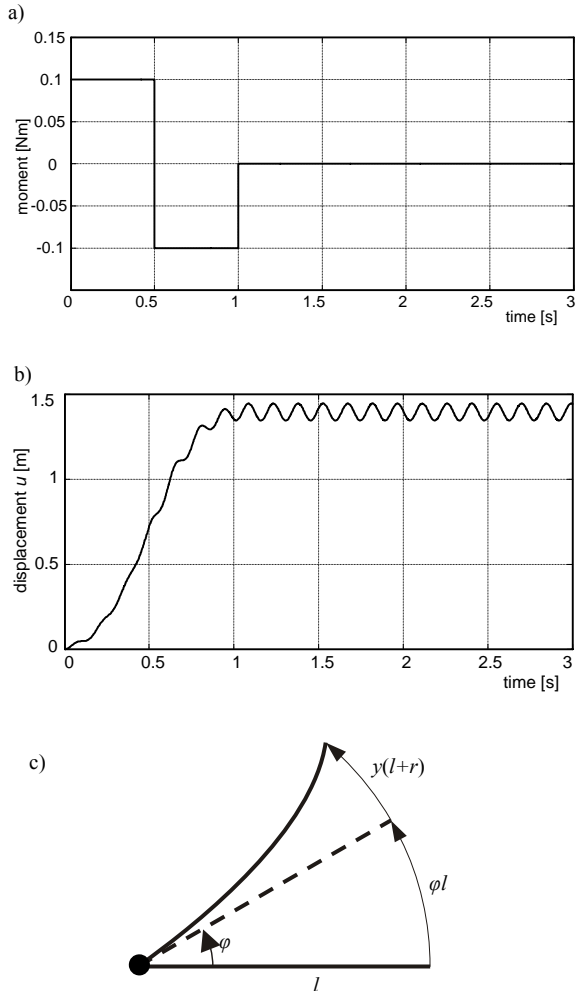 a)
0.15
0.1
0.05
0
-0.05
-0.1
moment [Nm]
0 0.5 1 1.5 2 2.5 3
time [s]
b)
1.5
1
0.5
0
displacement u [m]
0 0.5 1 1.5 2 2.5 3
time [s]
c)
y(l+r)
φl
φ
l